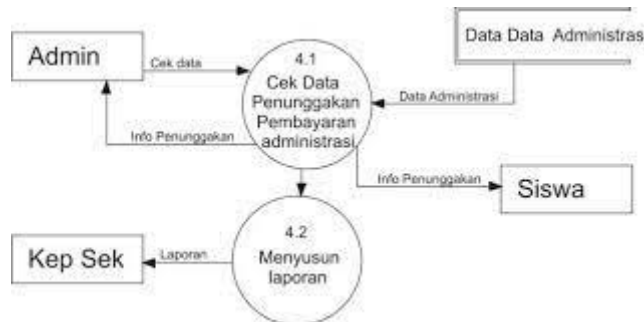 Admin
Cek data
4.1
Cek Data
Penunggakan
Pembayaran
administrasi
Data Data Administras
Data Administrasi
Info Penunggakan
Info Penunggakan
Siswa
4.2
Menyusun
laporan
Laporan
Kep Sek